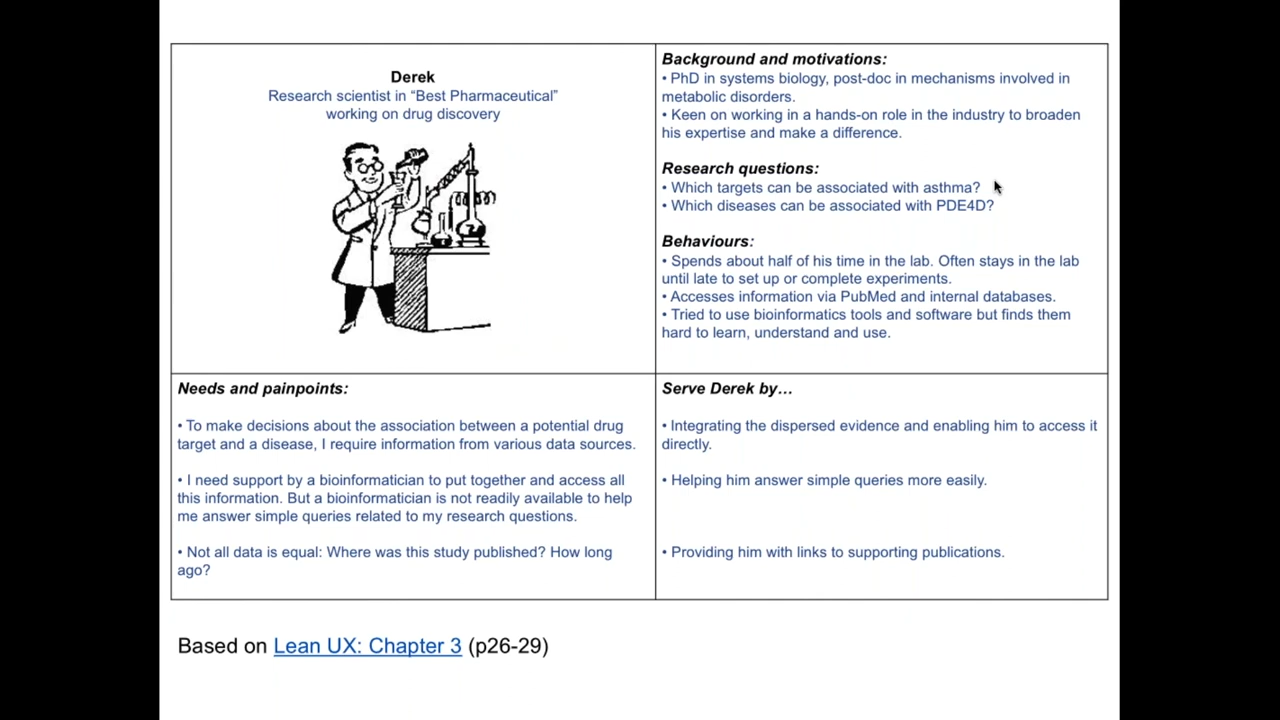 Derek
Research scientist in “Best Pharmaceutical”
working on drug discovery
Background and motivations:
• PhD in systems biology, post-doc in mechanisms involved in
metabolic disorders.
• Keen on working in a hands-on role in the industry to broaden
his expertise and make a difference.
Research questions:
• Which targets can be associated with asthma?
• Which diseases can be associated with PDE4D?
Behaviours:
• Spends about half of his time in the lab. Often stays in the lab
until late to set up or complete experiments.
• Accesses information via PubMed and internal databases.
• Tried to use bioinformatics tools and software but finds them
hard to learn, understand and use.
Needs and painpoints:
• To make decisions about the association between a potential drug
target and a disease, I require information from various data sources.
• I need support by a bioinformatician to put together and access all
this information. But a bioinformatician is not readily available to help
me answer simple queries related to my research questions.
• Not all data is equal: Where was this study published? How long
ago?
Serve Derek by…
• Integrating the dispersed evidence and enabling him to access it
directly.
• Helping him answer simple queries more easily.
• Providing him with links to supporting publications.
Based on Lean UX: Chapter 3 (p26-29)